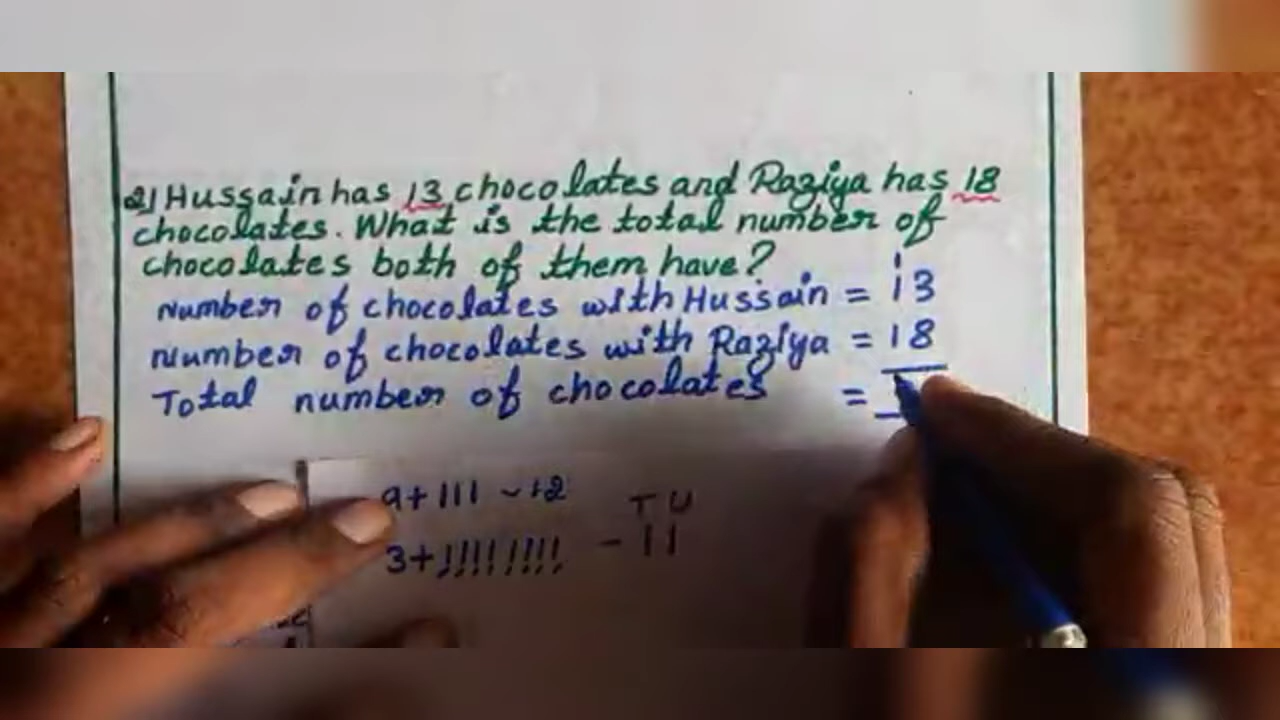 2) Hussain has 13 chocolates and Raziya has 18
chocolates. What is the total number of
chocolates both of them have?
1
Number of chocolates with Hussain = 13
Number of chocolates with Raziya = 18
Total number of chocolates =
9+111 - 12
T U
3+!!!!!!!! - 11